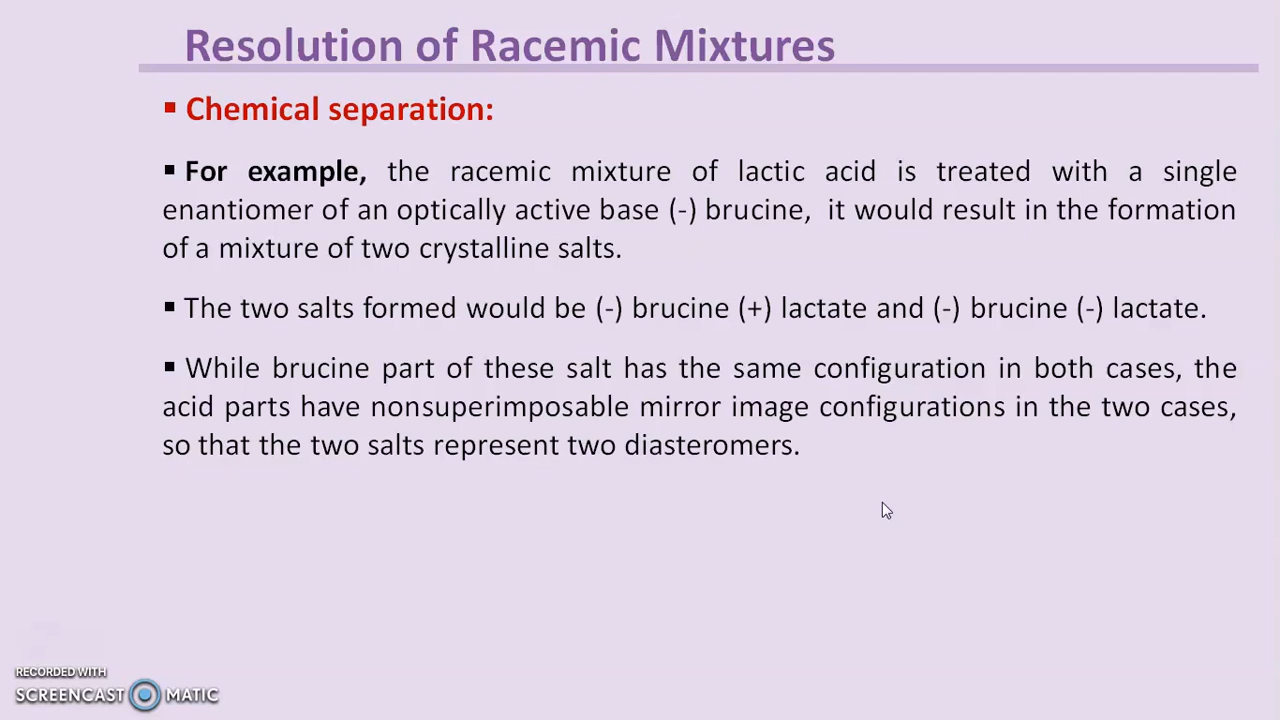 Resolution of Racemic Mixtures
▪ Chemical separation:
▪ For example, the racemic mixture of lactic acid is treated with a single
enantiomer of an optically active base (-) brucine, it would result in the formation
of a mixture of two crystalline salts.
▪ The two salts formed would be (-) brucine (+) lactate and (-) brucine (-) lactate.
▪ While brucine part of these salt has the same configuration in both cases, the
acid parts have nonsuperimposable mirror image configurations in the two cases,
so that the two salts represent two diasteromers.
RECORDED WITH
SCREENCAST MATIC